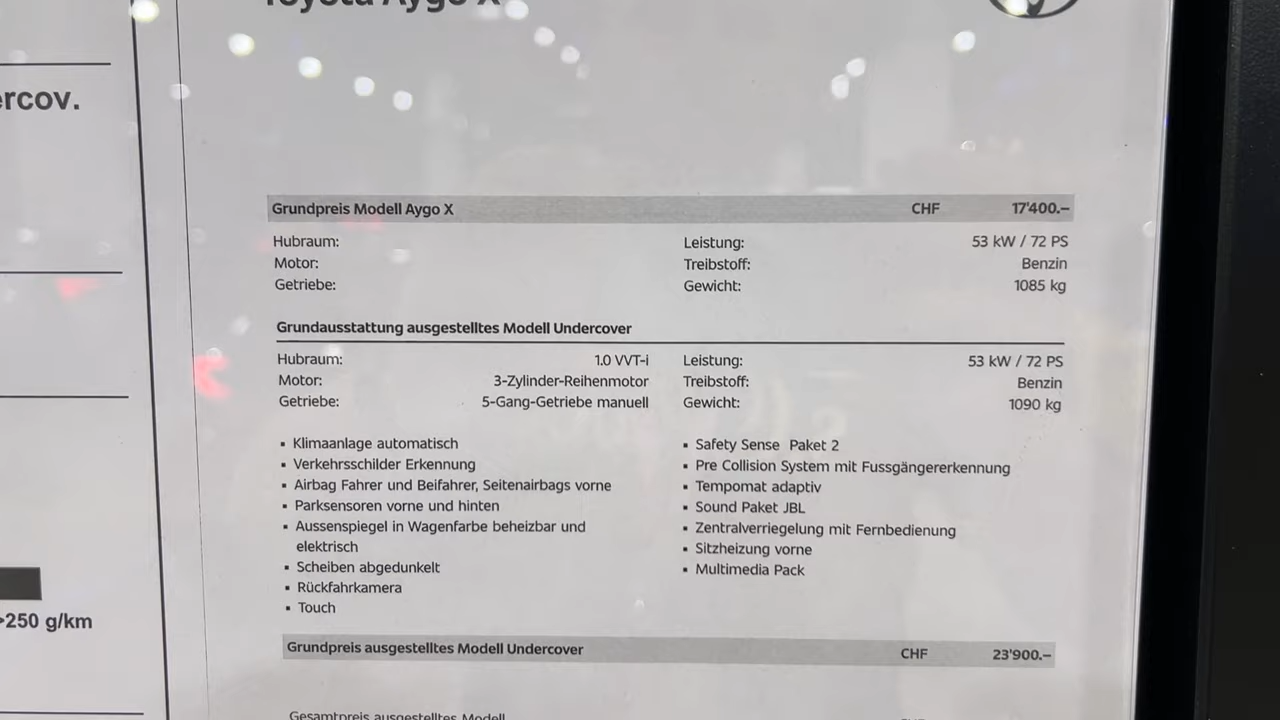 Toyota Aygo X
ercov.
Grundpreis Modell Aygo X CHF 17'400.–
Hubraum: Leistung: 53 kW / 72 PS
Motor: Treibstoff: Benzin
Getriebe: Gewicht: 1085 kg
Grundausstattung ausgestelltes Modell Undercover
Hubraum: 1.0 VVT-i Leistung: 53 kW / 72 PS
Motor: 3-Zylinder-Reihenmotor Treibstoff: Benzin
Getriebe: 5-Gang-Getriebe manuell Gewicht: 1090 kg
▪ Klimaanlage automatisch
▪ Verkehrsschilder Erkennung
▪ Airbag Fahrer und Beifahrer, Seitenairbags vorne
▪ Parksensoren vorne und hinten
▪ Aussenspiegel in Wagenfarbe beheizbar und
elektrisch
▪ Scheiben abgedunkelt
▪ Rückfahrkamera
▪ Touch
▪ Safety Sense Paket 2
▪ Pre Collision System mit Fussgängererkennung
▪ Tempomat adaptiv
▪ Sound Paket JBL
▪ Zentralverriegelung mit Fernbedienung
▪ Sitzheizung vorne
▪ Multimedia Pack
>250 g/km
Grundpreis ausgestelltes Modell Undercover CHF 23'900.–
Gesamtpreis ausgestelltes Modell